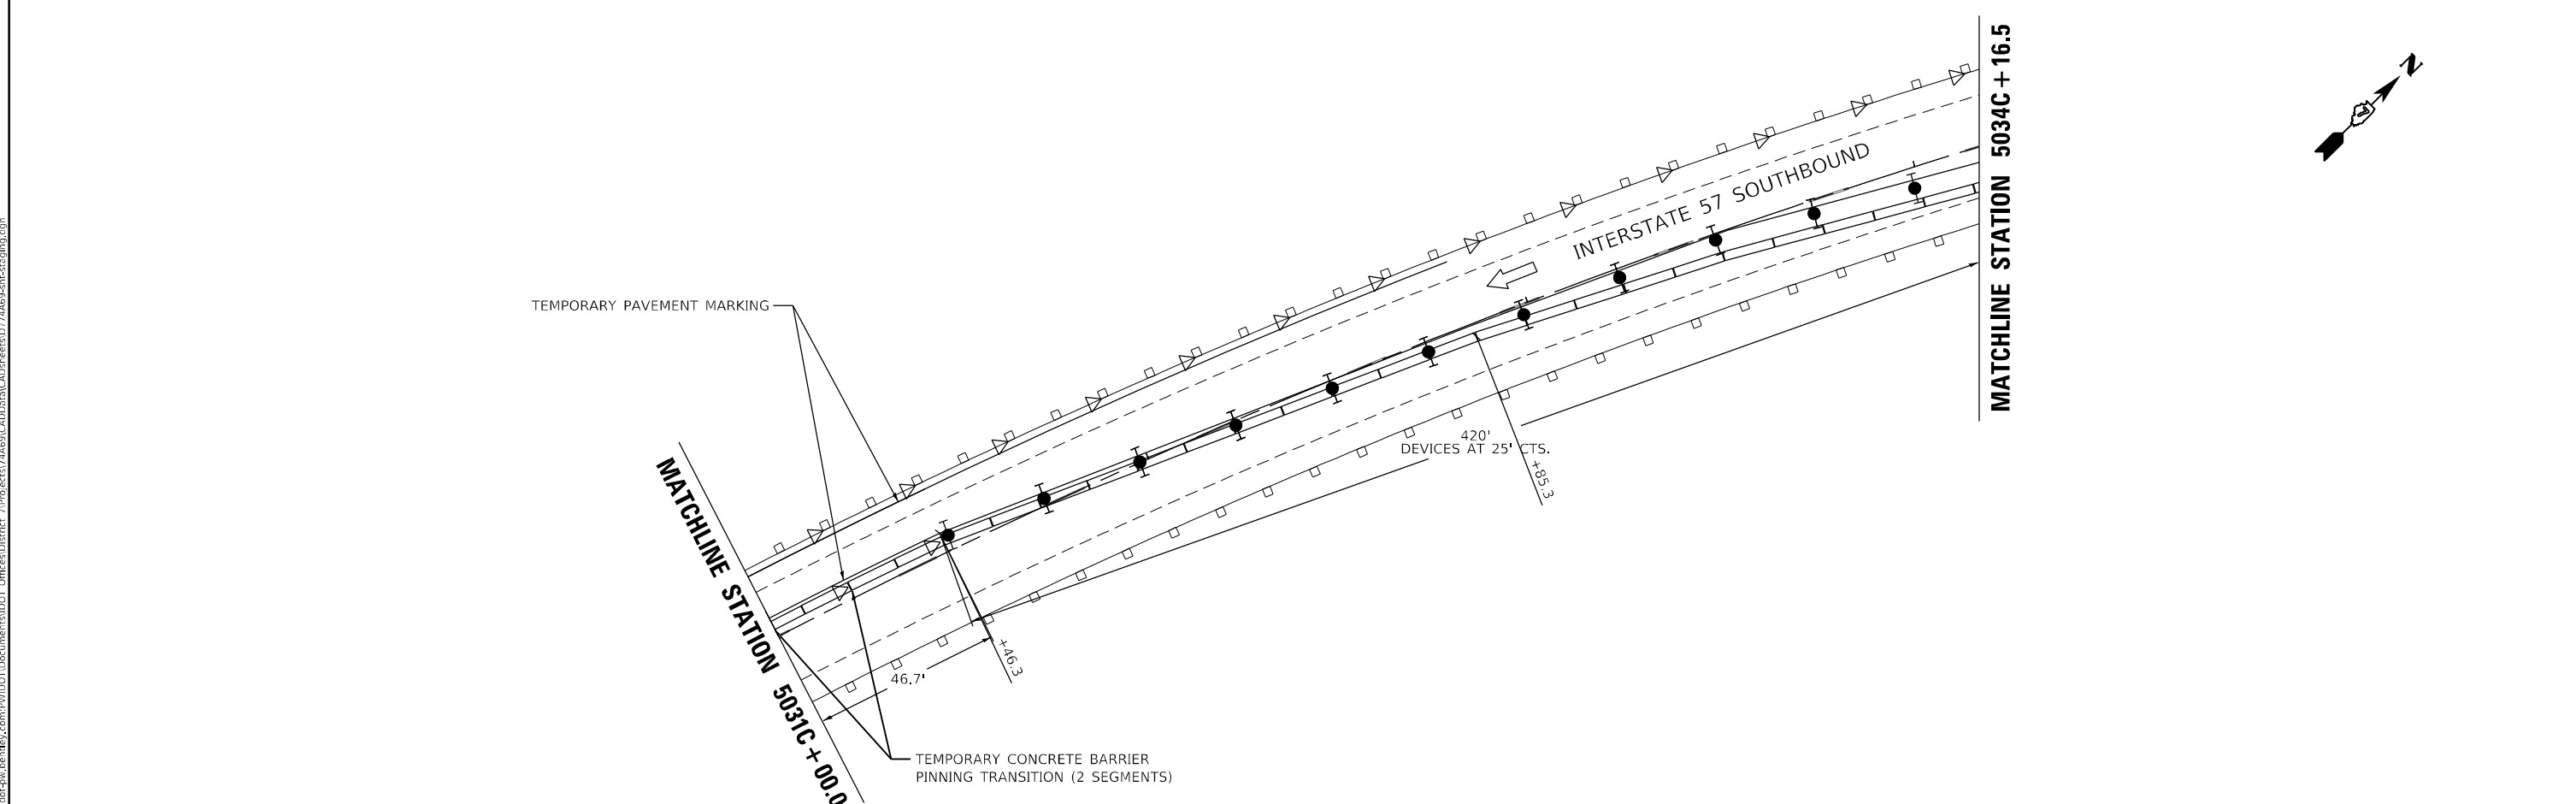 MATCHLINE STATION 5034C+16.5
N
INTERSTATE 57 SOUTHBOUND
TEMPORARY PAVEMENT MARKING
420'
DEVICES AT 25' CTS.
+85.3
MATCHLINE STATION 5031C+00.0
+46.3
46.7'
TEMPORARY CONCRETE BARRIER
PINNING TRANSITION (2 SEGMENTS)